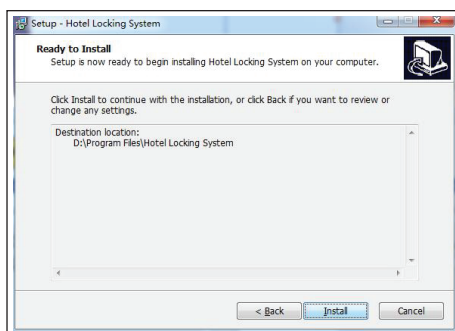 Setup - Hotel Locking System
Ready to Install
Setup is now ready to begin installing Hotel Locking System on your computer.
Click Install to continue with the installation, or click Back if you want to review or
change any settings.
Destination location:
D:\Program Files\Hotel Locking System
< Back
Install
Cancel